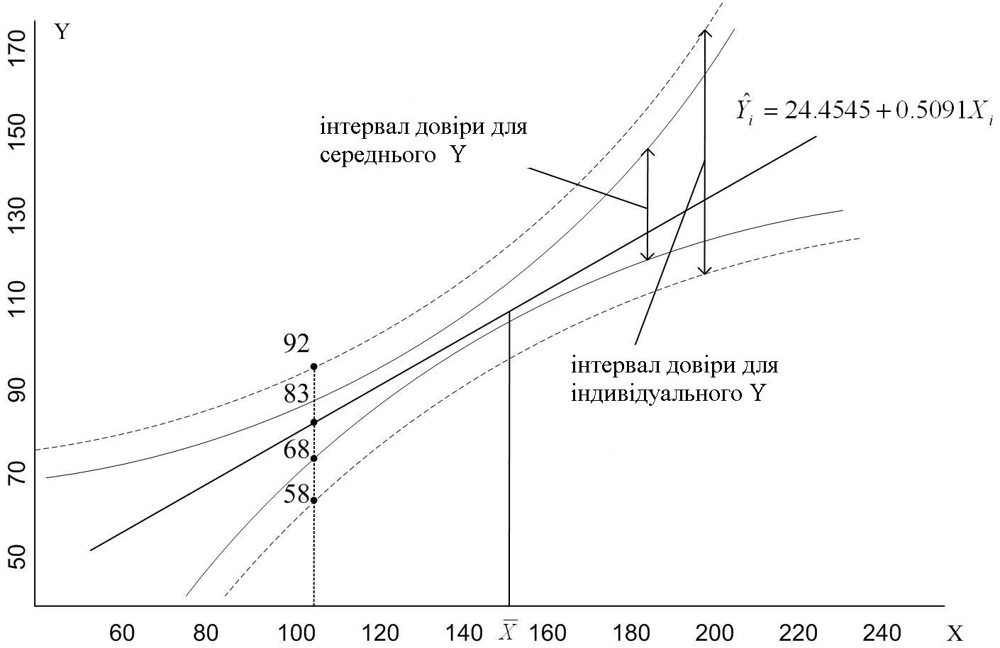 Y
170
150
130
110
90
70
50
інтервал довіри для
середнього Y
Ŷᵢ = 24.4545 + 0.5091Xᵢ
92
83
68
58
інтервал довіри для
індивідуального Y
60 80 100 120 140 X̅ 160 180 200 220 240 X